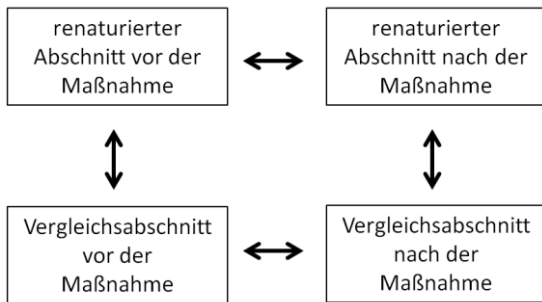 renaturierter
Abschnitt vor der
Maßnahme
renaturierter
Abschnitt nach der
Maßnahme
Vergleichsabschnitt
vor der
Maßnahme
Vergleichsabschnitt
nach der
Maßnahme